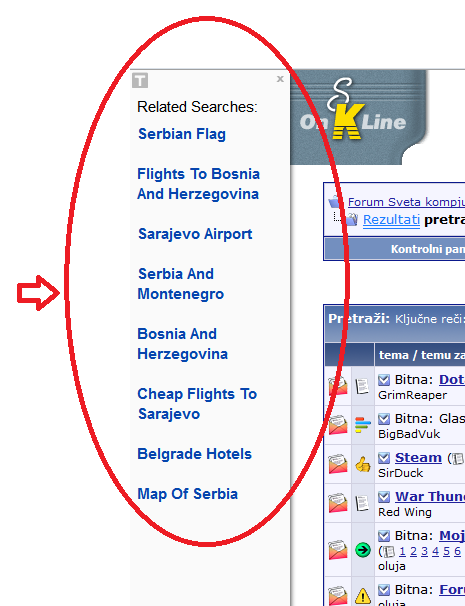 T
×
Related Searches:
Serbian Flag
Flights To Bosnia
And Herzegovina
Sarajevo Airport
Serbia And
Montenegro
Bosnia And
Herzegovina
Cheap Flights To
Sarajevo
Belgrade Hotels
Map Of Serbia
On K Line
Forum Sveta kompju
Rezultati pretra
Kontrolni pan
Pretraži: Ključne reči:
tema / temu za
Bitna: Dot
GrimReaper
Bitna: Glas
BigBadVuk
Steam
SirDuck
War Thun
Red Wing
Bitna: Moj
( 1 2 3 4 5 6
oluja
Bitna: Foru
oluja